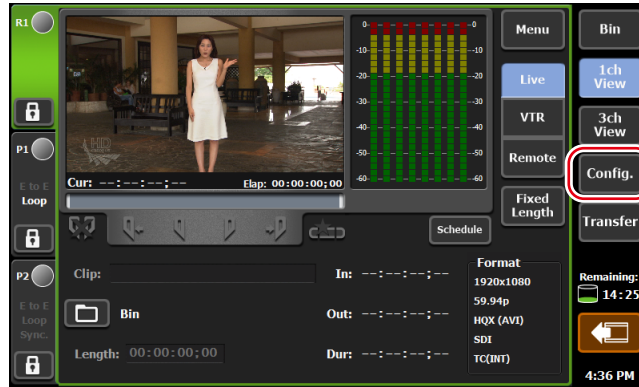 R1
P1
E to E
Loop
P2
E to E
Loop
Sync.
HD
Cur: --:--:--;--
Elap: 00:00:00;00
0
-10
-20
-30
-40
-50
-60
0
-10
-20
-30
-40
-50
-60
Menu
Live
VTR
Remote
Fixed
Length
Schedule
Clip:
Bin
Length: 00:00:00;00
In: --:--:--;--
Out: --:--:--;--
Dur: --:--:--;--
Format
1920x1080
59.94p
HQX (AVI)
SDI
TC(INT)
Bin
1ch
View
3ch
View
Config.
Transfer
Remaining:
14:25
4:36 PM